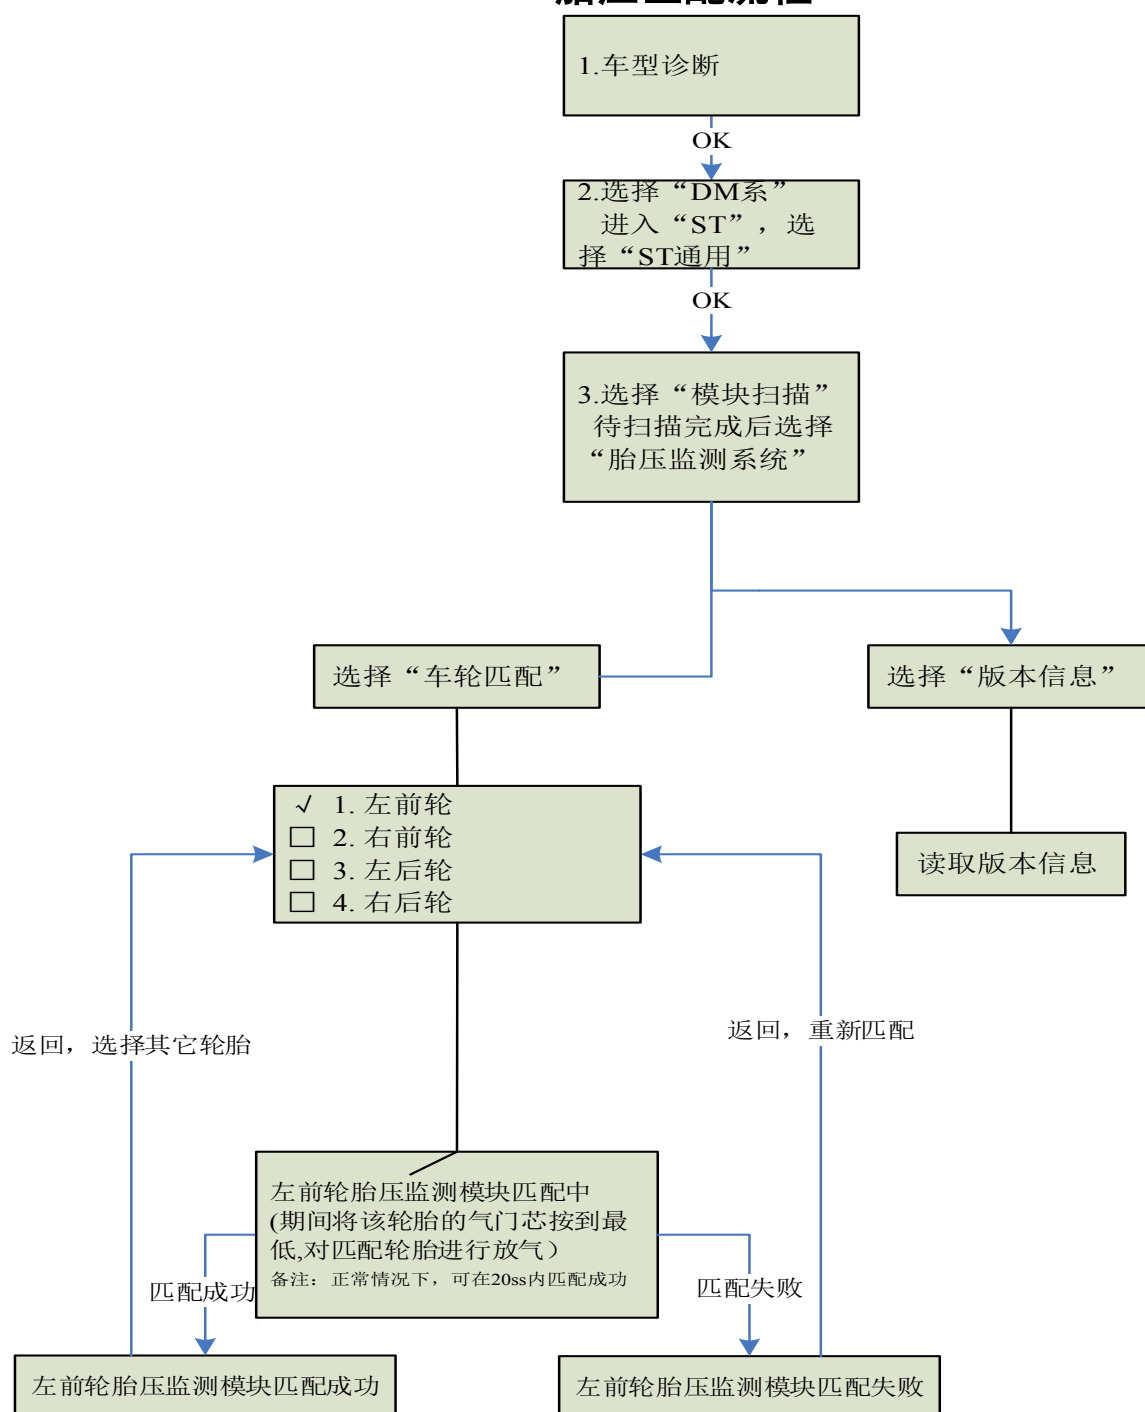 胎压匹配流程
1.车型诊断
OK
2.选择“DM系”
进入“ST”，选
择“ST通用”
OK
3.选择“模块扫描”
待扫描完成后选择
“胎压监测系统”
选择“车轮匹配”
选择“版本信息”
√ 1. 左前轮
□ 2. 右前轮
□ 3. 左后轮
□ 4. 右后轮
读取版本信息
返回，选择其它轮胎
返回，重新匹配
左前轮胎压监测模块匹配中
(期间将该轮胎的气门芯按到最
低,对匹配轮胎进行放气）
备注：正常情况下，可在20ss内匹配成功
匹配成功
匹配失败
左前轮胎压监测模块匹配成功
左前轮胎压监测模块匹配失败